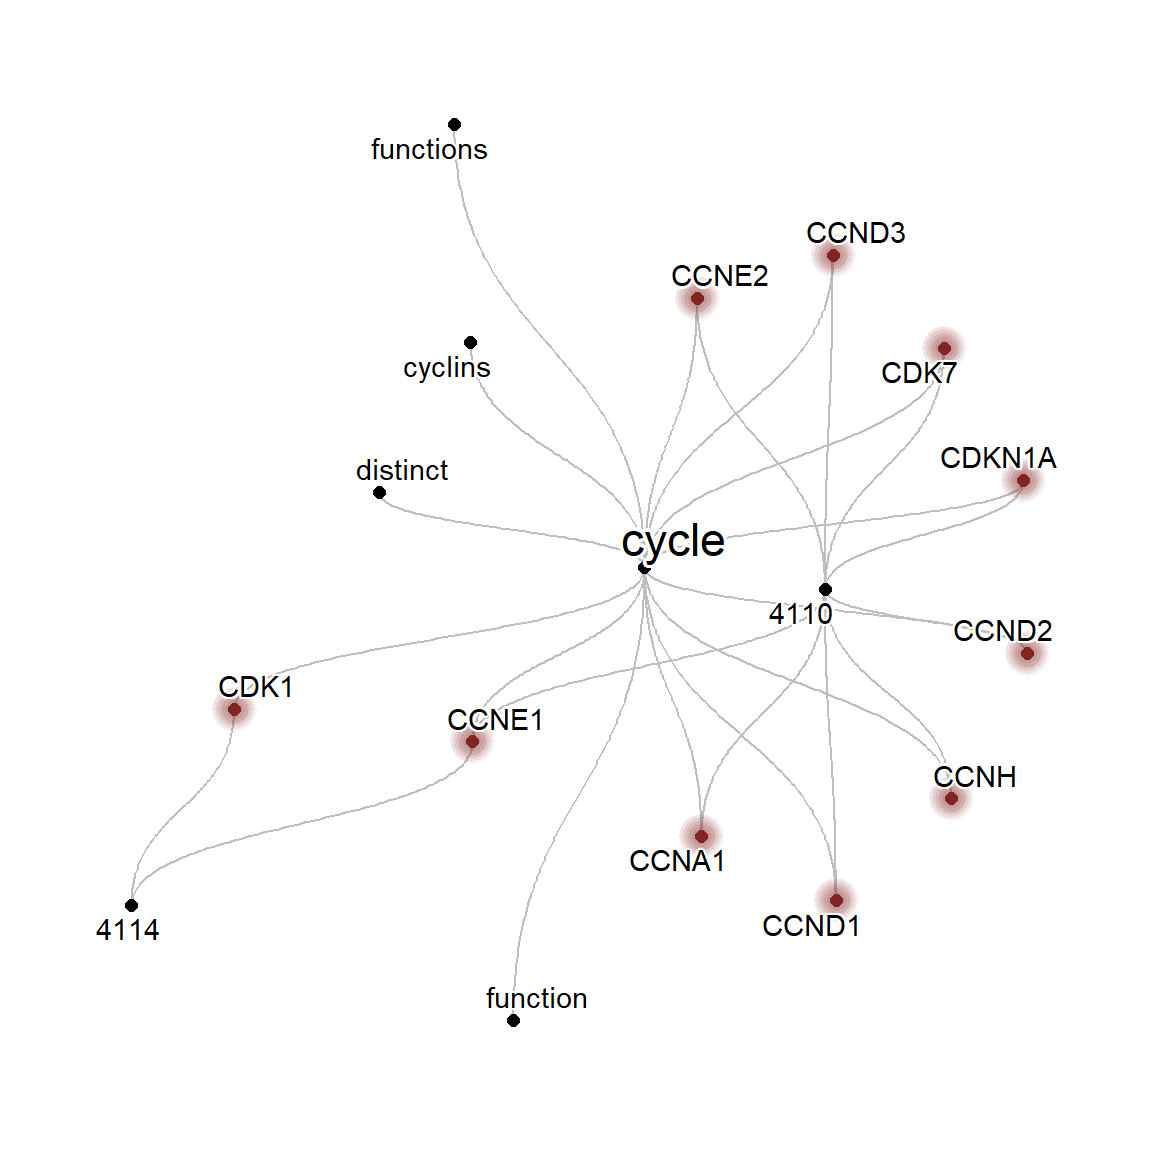 functions
CCND3
CCNE2
cyclins
CDK7
distinct
CDKN1A
cycle
4110
CCND2
CDK1
CCNE1
CCNH
CCNA1
CCND1
4114
function